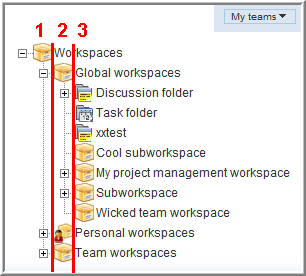 My teams
1 2 3
Workspaces
Global workspaces
Discussion folder
Task folder
xxtest
Cool subworkspace
My project management workspace
Subworkspace
Wicked team workspace
Personal workspaces
Team workspaces